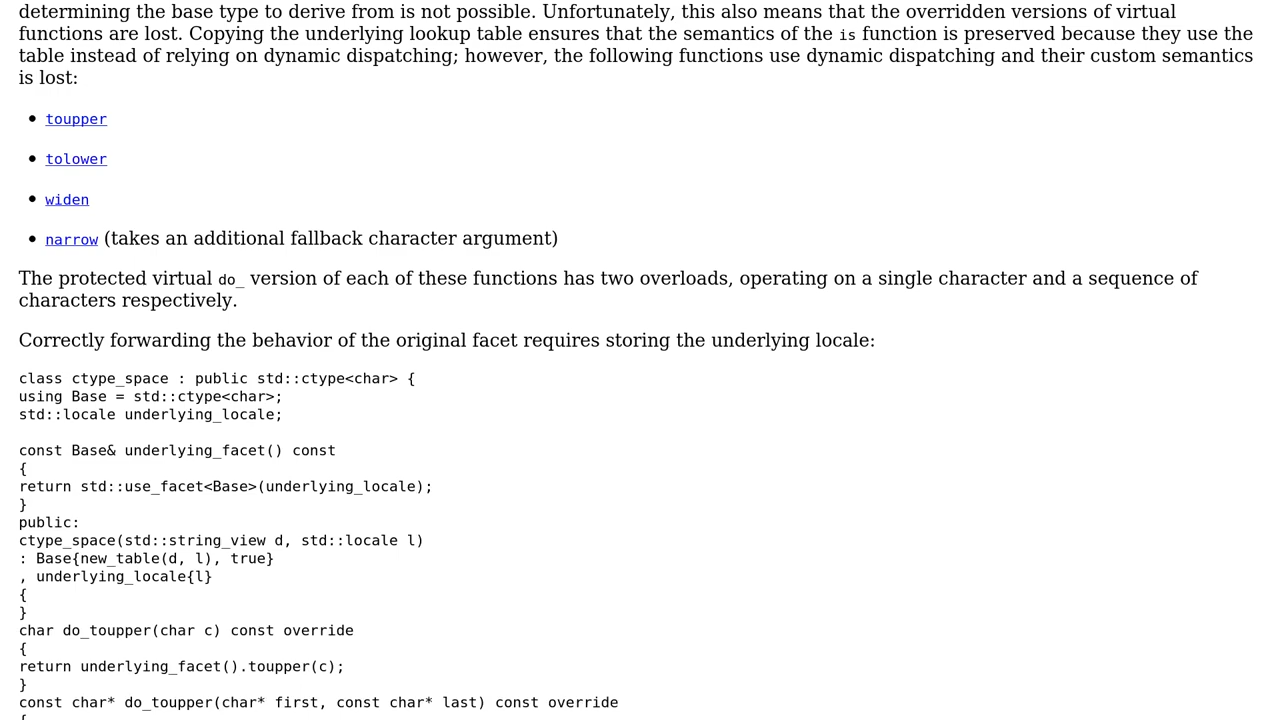 determining the base type to derive from is not possible. Unfortunately, this also means that the overridden versions of virtual
functions are lost. Copying the underlying lookup table ensures that the semantics of the is function is preserved because they use the
table instead of relying on dynamic dispatching; however, the following functions use dynamic dispatching and their custom semantics
is lost:
• toupper
• tolower
• widen
• narrow (takes an additional fallback character argument)
The protected virtual do_ version of each of these functions has two overloads, operating on a single character and a sequence of
characters respectively.
Correctly forwarding the behavior of the original facet requires storing the underlying locale:
class ctype_space : public std::ctype<char> {
using Base = std::ctype<char>;
std::locale underlying_locale;
const Base& underlying_facet() const
{
return std::use_facet<Base>(underlying_locale);
}
public:
ctype_space(std::string_view d, std::locale l)
: Base{new_table(d, l), true}
, underlying_locale{l}
{
}
char do_toupper(char c) const override
{
return underlying_facet().toupper(c);
}
const char* do_toupper(char* first, const char* last) const override
{